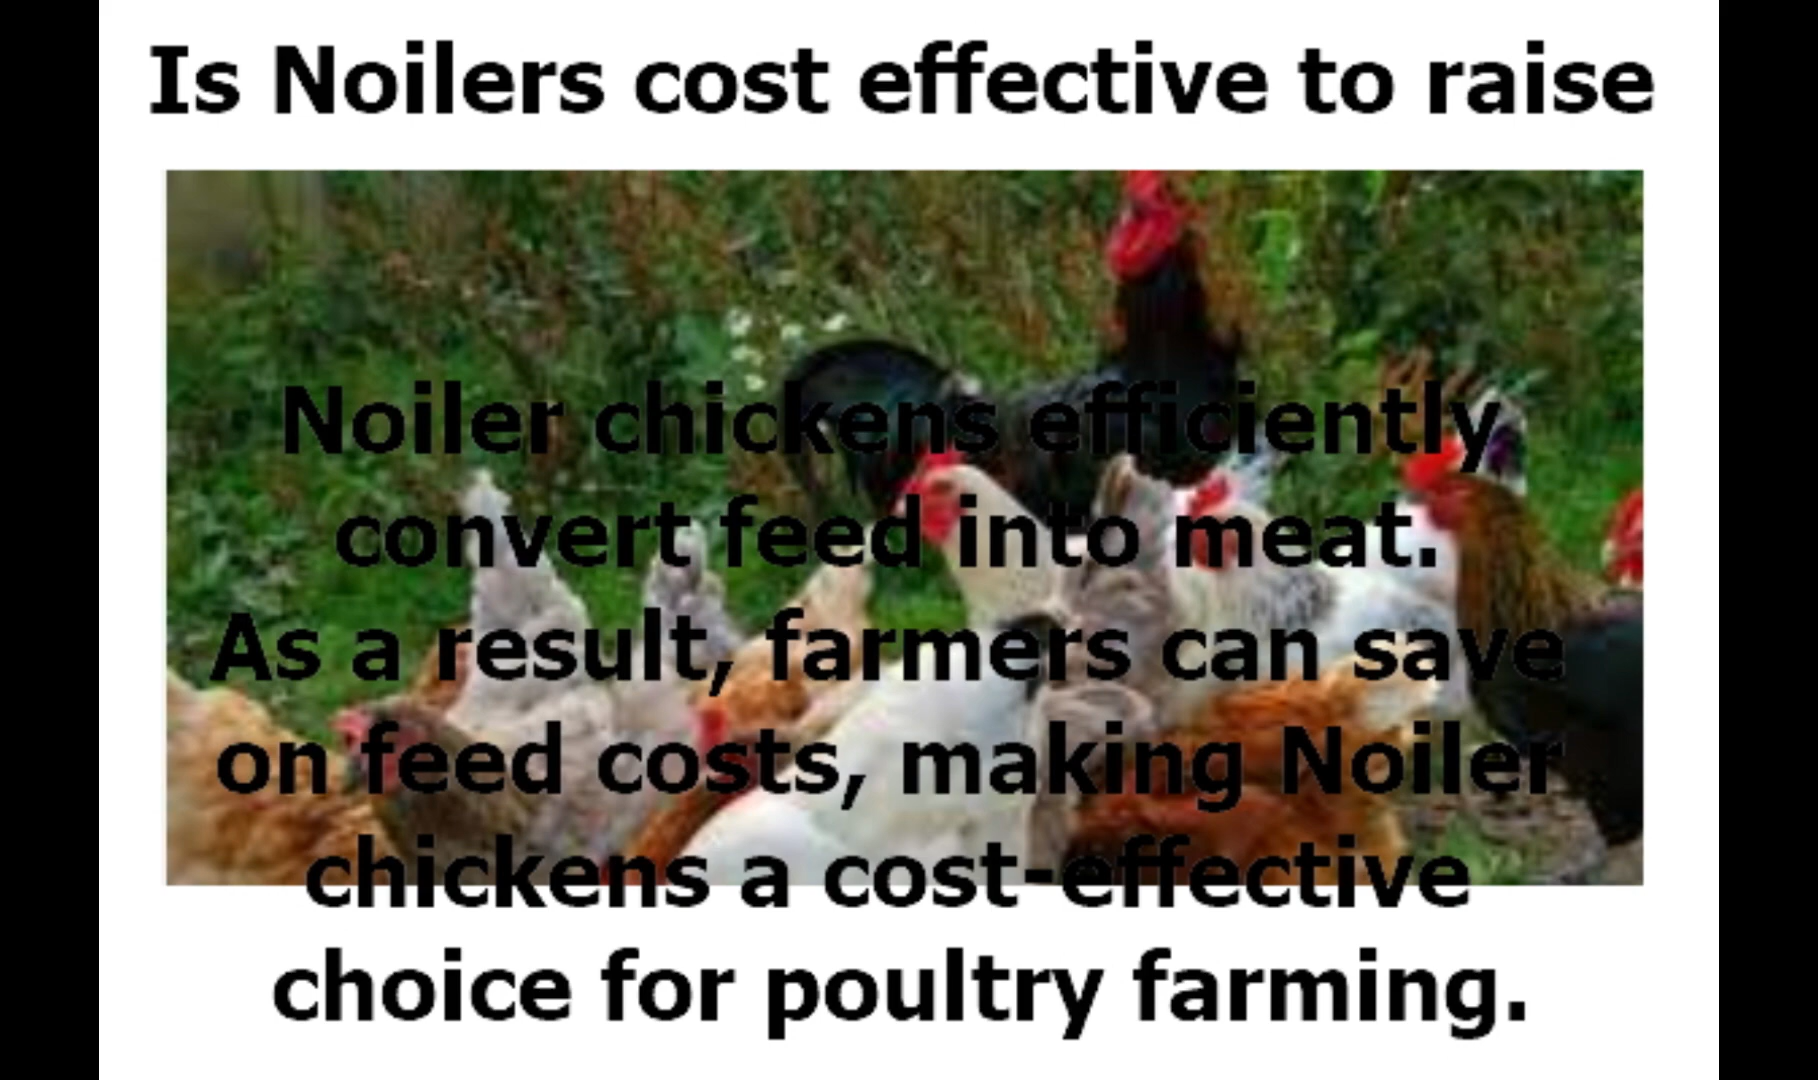 Is Noilers cost effective to raise
Noiler chickens efficiently
convert feed into meat.
As a result, farmers can save
on feed costs, making Noiler
chickens a cost-effective
choice for poultry farming.